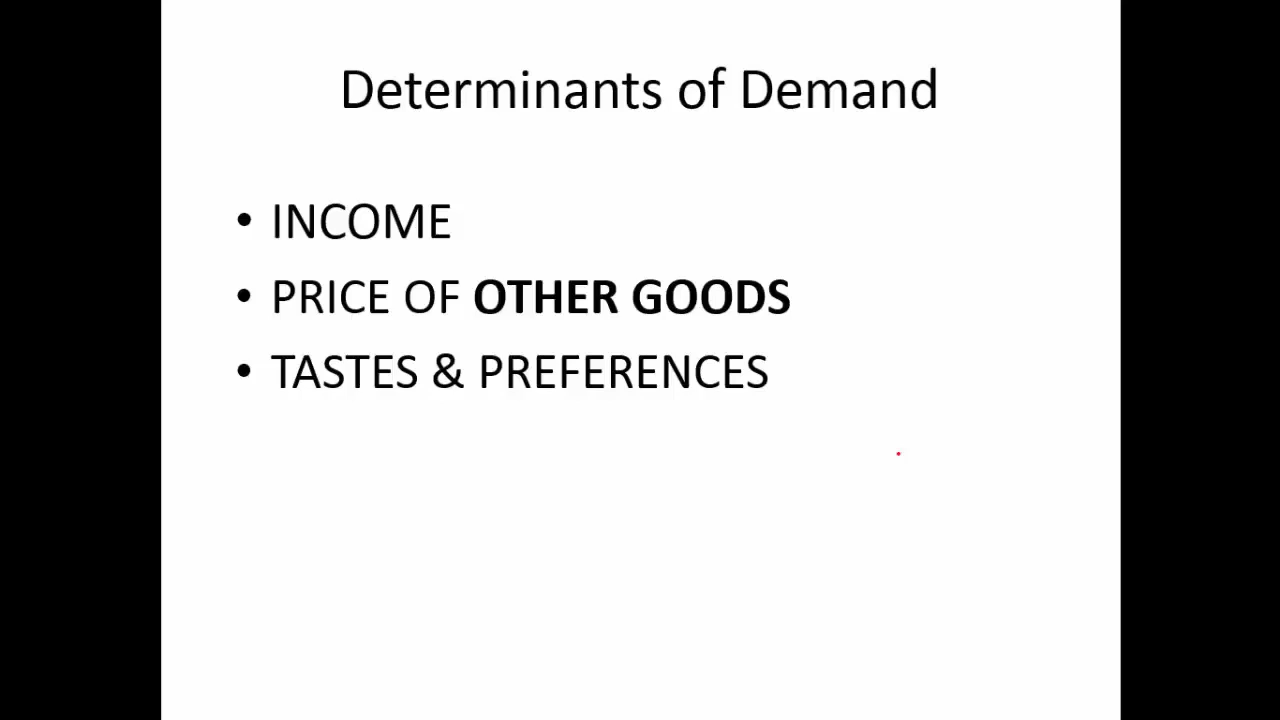 Determinants of Demand
• INCOME
• PRICE OF OTHER GOODS
• TASTES & PREFERENCES